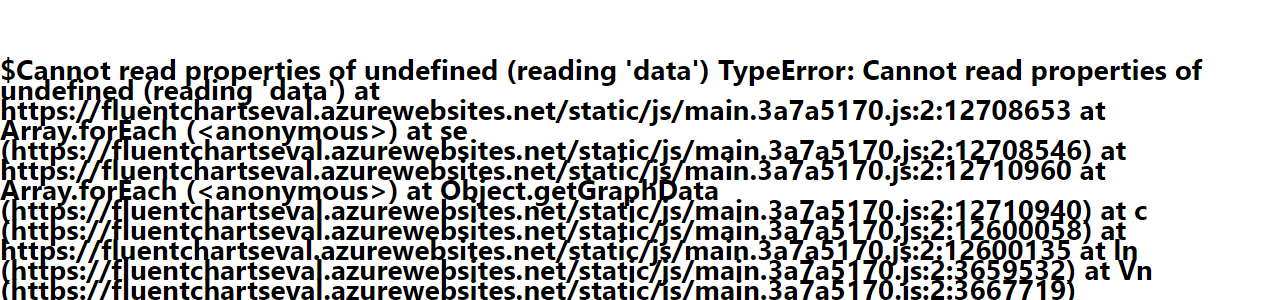 $Cannot read properties of undefined (reading 'data') TypeError: Cannot read properties of
undefined (reading 'data') at
https://fluentchartseval.azurewebsites.net/static/js/main.3a7a5170.js:2:12708653 at
Array.forEach (<anonymous>) at se
(https://fluentchartseval.azurewebsites.net/static/js/main.3a7a5170.js:2:12708546) at
https://fluentchartseval.azurewebsites.net/static/js/main.3a7a5170.js:2:12710960 at
Array.forEach (<anonymous>) at Object.getGraphData
(https://fluentchartseval.azurewebsites.net/static/js/main.3a7a5170.js:2:12710940) at c
(https://fluentchartseval.azurewebsites.net/static/js/main.3a7a5170.js:2:12600058) at
https://fluentchartseval.azurewebsites.net/static/js/main.3a7a5170.js:2:12600135 at ln
(https://fluentchartseval.azurewebsites.net/static/js/main.3a7a5170.js:2:3659532) at Vn
(https://fluentchartseval.azurewebsites.net/static/js/main.3a7a5170.js:2:3667719)